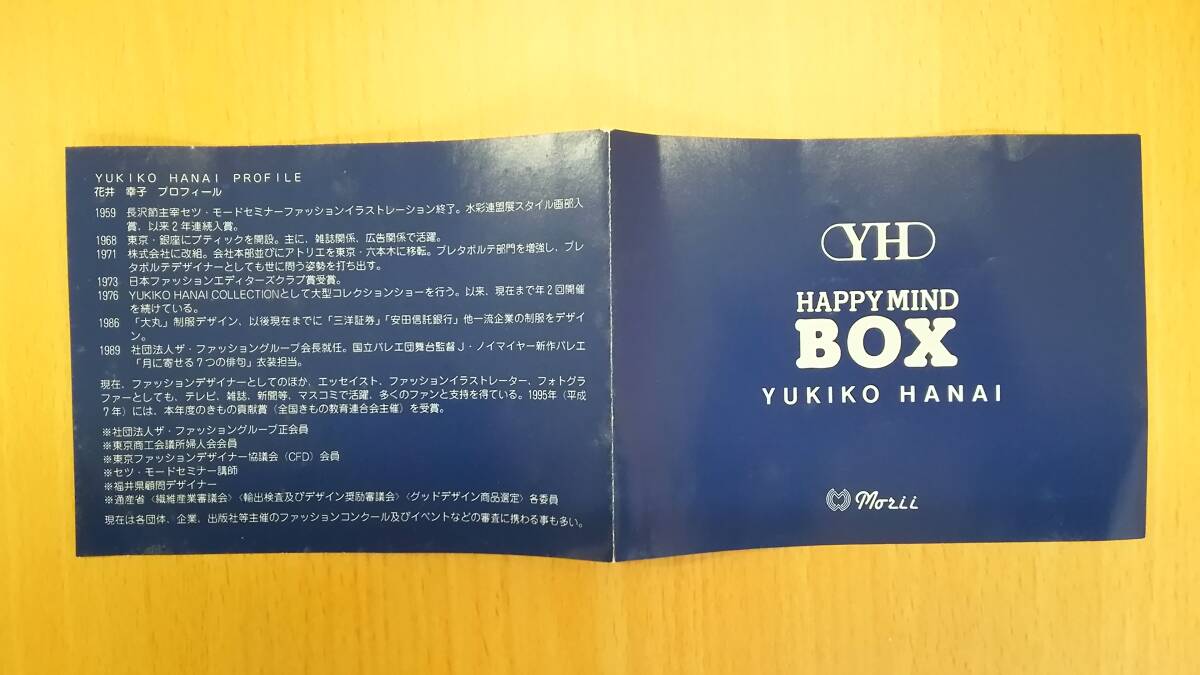 YUKIKO HANAI PROFILE
花井 幸子 プロフィール
1959 長沢節主宰セツ・モードセミナーファッションイラストレーション終了。水彩連盟展スタイル画部入
賞、以来2年連続入賞。
1968 東京・銀座にブティックを開設。主に、雑誌関係、広告関係で活躍。
1971 株式会社に改組。会社本部並びにアトリエを東京・六本木に移転。プレタポルテ部門を増強し、プレ
タポルテデザイナーとしても世に問う姿勢を打ち出す。
1973 日本ファッションエディターズクラブ賞受賞。
1976 YUKIKO HANAI COLLECTIONとして大型コレクションショーを行う。以来、現在まで年2回開催
を続けている。
1986 「大丸」制服デザイン、以後現在までに「三洋証券」「安田信託銀行」他一流企業の制服をデザイ
ン。
1989 社団法人ザ・ファッショングループ会長就任。国立バレエ団舞台監督J・ノイマイヤー新作バレエ
「月に寄せる7つの俳句」衣装担当。
現在、ファッションデザイナーとしてのほか、エッセイスト、ファッションイラストレーター、フォトグラ
ファーとしても、テレビ、雑誌、新聞等、マスコミで活躍、多くのファンと支持を得ている。1995年(平成
7年)には、本年度のきもの貢献賞(全国きもの教育連合会主催)を受賞。
※社団法人ザ・ファッショングループ正会員
※東京商工会議所婦人会会員
※東京ファッションデザイナー協議会(CFD)会員
※セツ・モードセミナー講師
※福井県顧問デザイナー
※通産省〈繊維産業審議会〉〈輸出検査及びデザイン奨励審議会〉〈グッドデザイン商品選定〉各委員
現在は各団体、企業、出版社等主催のファッションコンクール及びイベントなどの審査に携わる事も多い。
YH
HAPPY MIND
BOX
YUKIKO HANAI
Morii